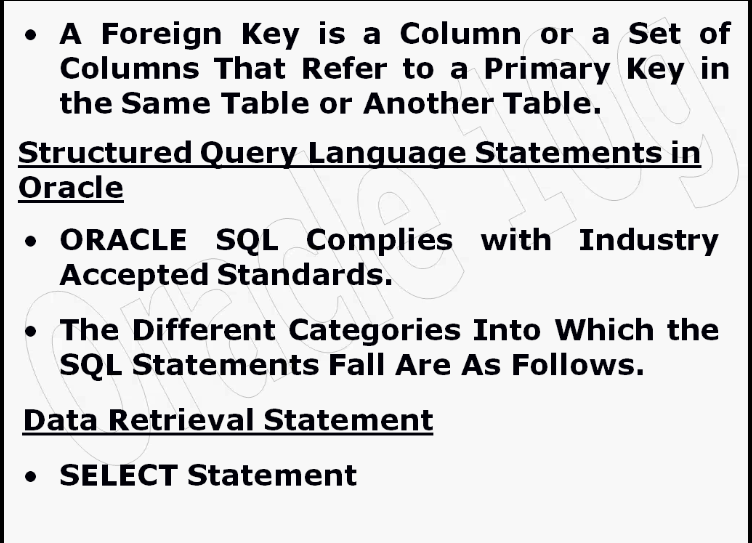 • A Foreign Key is a Column or a Set of
Columns That Refer to a Primary Key in
the Same Table or Another Table.
Structured Query Language Statements in
Oracle
• ORACLE SQL Complies with Industry
Accepted Standards.
• The Different Categories Into Which the
SQL Statements Fall Are As Follows.
Data Retrieval Statement
• SELECT Statement
Oracle 10g